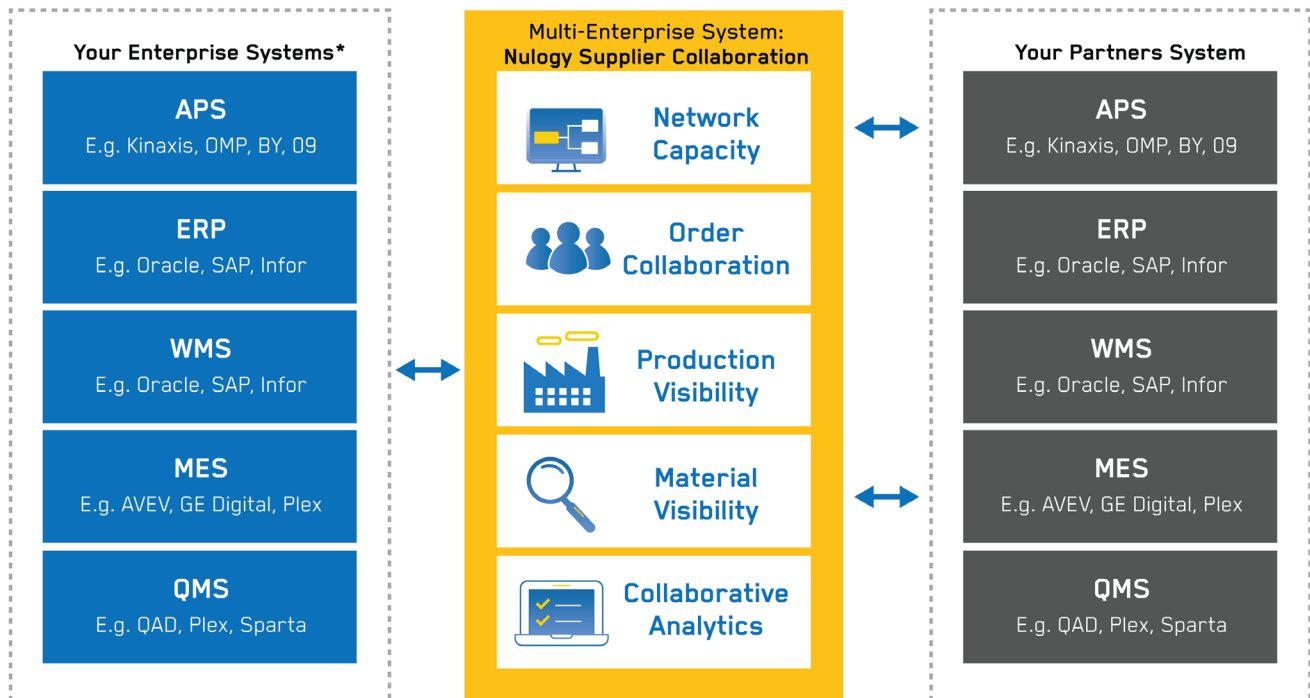 Your Enterprise Systems*
APS
E.g. Kinaxis, OMP, BY, 09
ERP
E.g. Oracle, SAP, Infor
WMS
E.g. Oracle, SAP, Infor
MES
E.g. AVEV, GE Digital, Plex
QMS
E.g. QAD, Plex, Sparta
Multi-Enterprise System:
Nulogy Supplier Collaboration
Network
Capacity
Order
Collaboration
Production
Visibility
Material
Visibility
Collaborative
Analytics
Your Partners System
APS
E.g. Kinaxis, OMP, BY, 09
ERP
E.g. Oracle, SAP, Infor
WMS
E.g. Oracle, SAP, Infor
MES
E.g. AVEV, GE Digital, Plex
QMS
E.g. QAD, Plex, Sparta